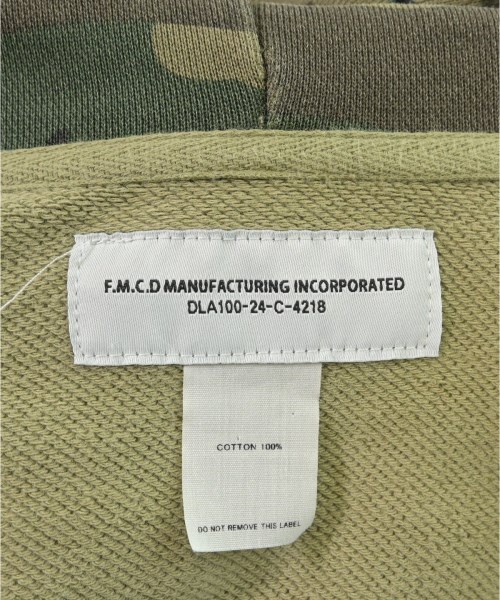 F.M.C.D MANUFACTURING INCORPORATED
DLA100-24-C-4218
COTTON 100%
DO NOT REMOVE THIS LABEL